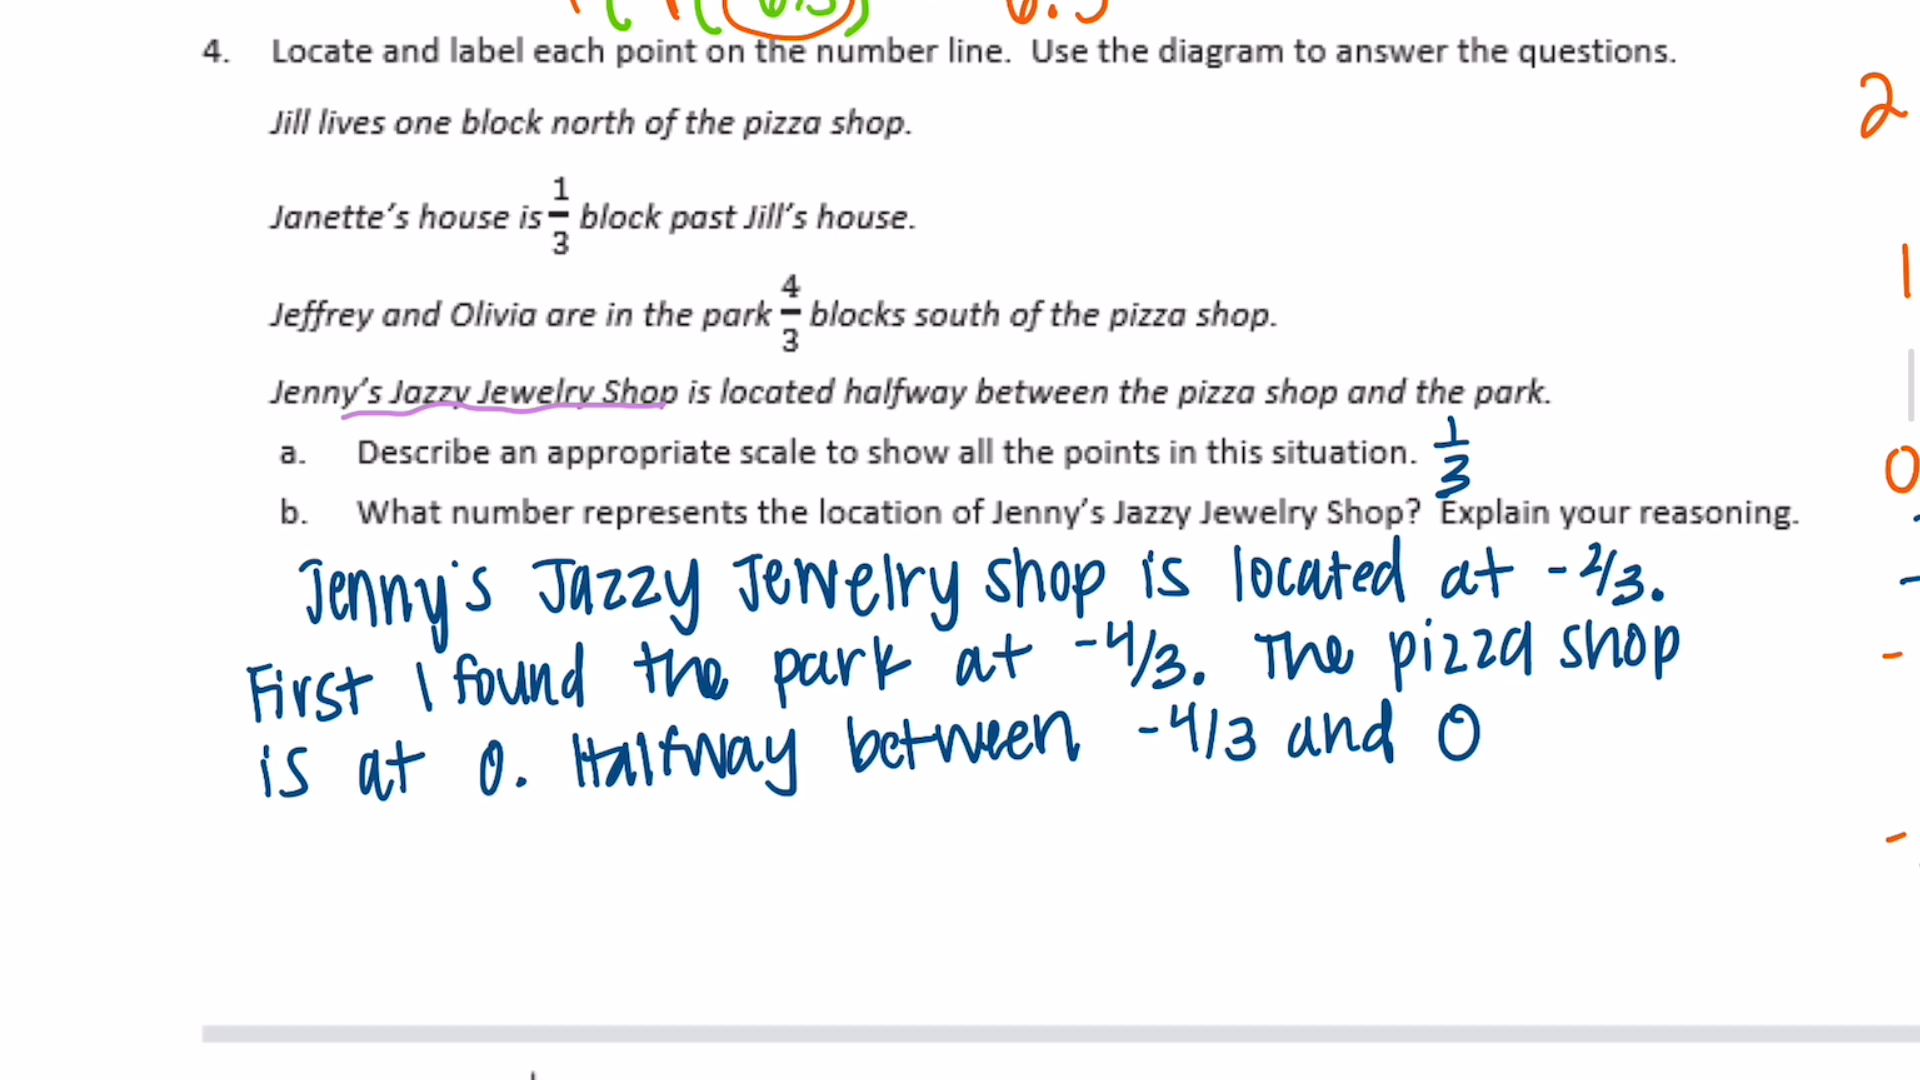 4. Locate and label each point on the number line. Use the diagram to answer the questions.
2
Jill lives one block north of the pizza shop.
Janette's house is 1/3 block past Jill's house.
1
Jeffrey and Olivia are in the park 4/3 blocks south of the pizza shop.
Jenny's Jazzy Jewelry Shop is located halfway between the pizza shop and the park.
a. Describe an appropriate scale to show all the points in this situation. 1/3
0
b. What number represents the location of Jenny's Jazzy Jewelry Shop? Explain your reasoning.
Jenny's Jazzy Jewelry shop is located at -2/3.
First I found the park at -4/3. The pizza shop
is at 0. Halfway between -4/3 and 0